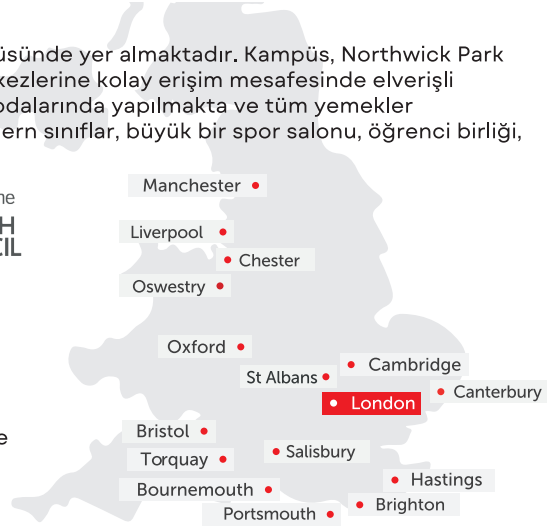 üsünde yer almaktadır. Kampüs, Northwick Park
kezlerine kolay erişim mesafesinde elverişli
odalarında yapılmakta ve tüm yemekler
ern sınıflar, büyük bir spor salonu, öğrenci birliği,
ne
H
IL
Manchester
Liverpool
Chester
Oswestry
Oxford
Cambridge
St Albans
Canterbury
London
Bristol
e
Salisbury
Torquay
Hastings
Bournemouth
Brighton
Portsmouth